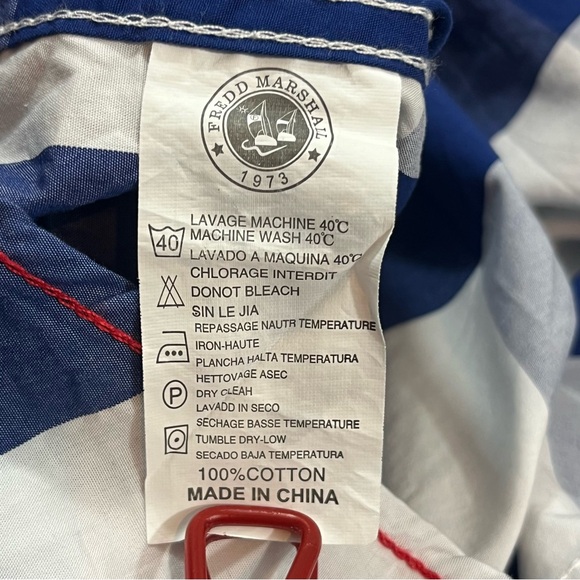 FREDD MARSHALL
1973
40
LAVAGE MACHINE 40℃
MACHINE WASH 40℃
LAVADO A MAQUINA 40℃
CHLORAGE INTERDIT
DONOT BLEACH
SIN LE JIA
REPASSAGE NAUTR TEMPERATURE
IRON-HAUTE
PLANCHA HALTA TEMPERATURA
HETTOVAGE ASEC
P
DRY CLEAH
LAVADD IN SECO
SECHAGE BASSE TEMPERATURE
TUMBLE DRY-LOW
SECADO BAJA TEMPERATURA
100%COTTON
MADE IN CHINA